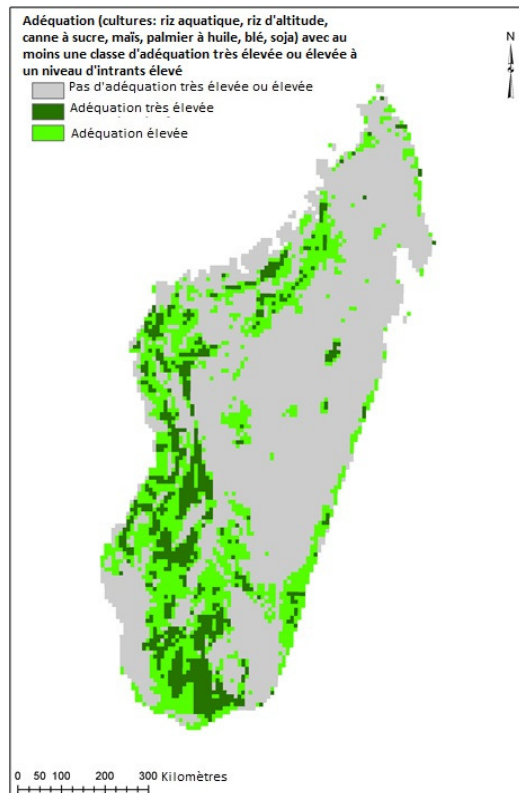 Adéquation (cultures: riz aquatique, riz d'altitude,
canne à sucre, maïs, palmier à huile, blé, soja) avec au
moins une classe d'adéquation très élevée ou élevée à
un niveau d'intrants élevé
Pas d'adéquation très élevée ou élevée
Adéquation très élevée
Adéquation élevée
N
0 50 100 200 300 Kilomètres